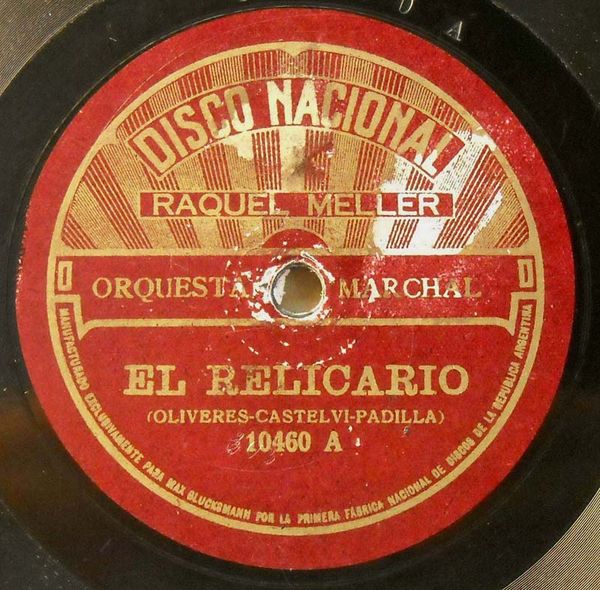 D A
DISCO NACIONAL
RAQUEL MELLER
ORQUESTA MARCHAL
EL RELICARIO
(OLIVERES-CASTELVI-PADILLA)
10460 A
MANUFACTURADO EXCLUSIVAMENTE PARA MAX GLUCKSMANN POR LA PRIMERA FÁBRICA NACIONAL DE DISCOS DE LA REPUBLICA ARGENTINA